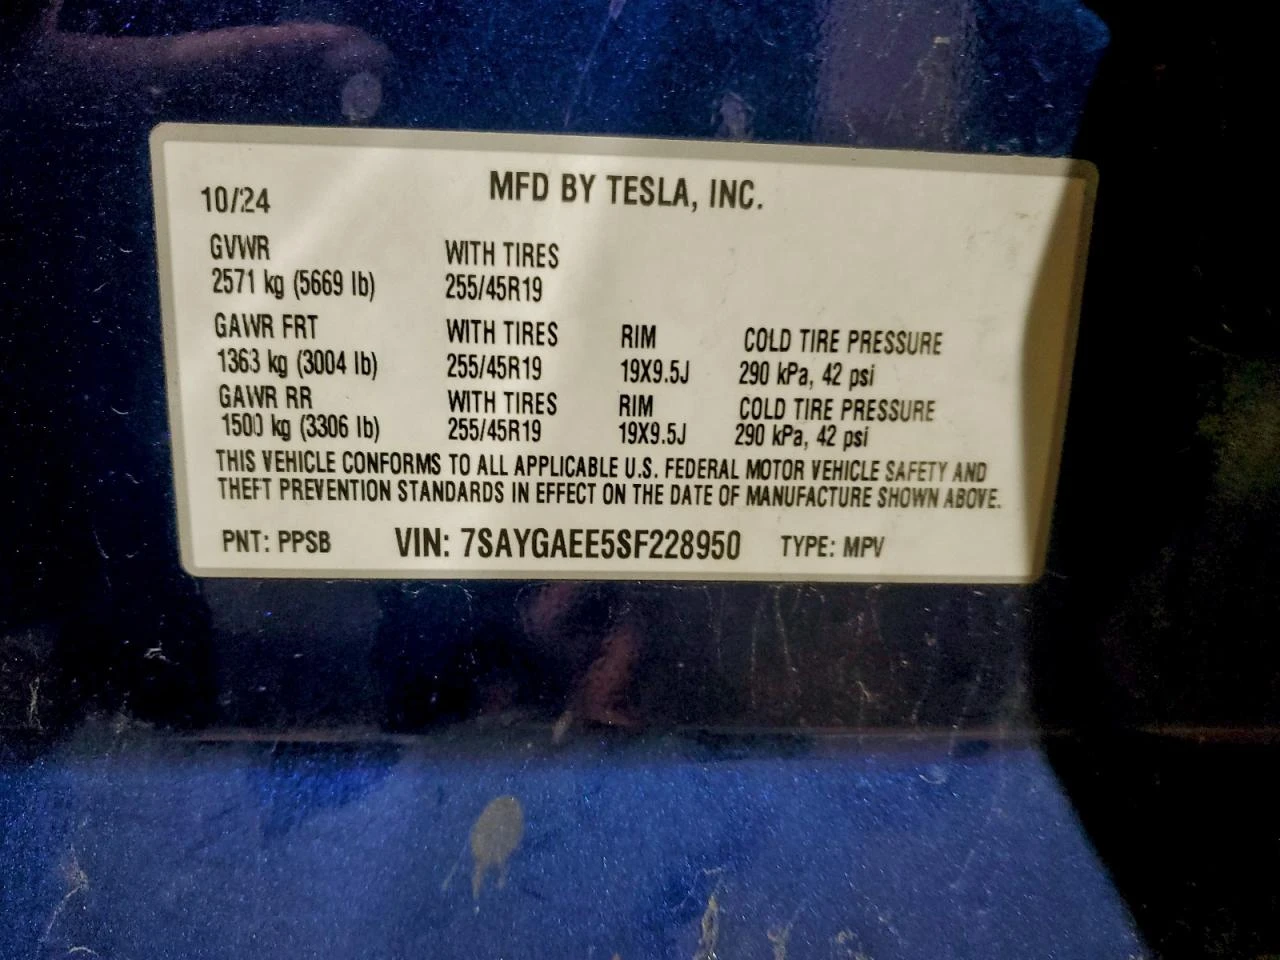 MFD BY TESLA, INC.
10/24
GVWR WITH TIRES
2571 kg (5669 lb) 255/45R19
GAWR FRT WITH TIRES RIM COLD TIRE PRESSURE
1363 kg (3004 lb) 255/45R19 19X9.5J 290 kPa, 42 psi
GAWR RR WITH TIRES RIM COLD TIRE PRESSURE
1500 kg (3306 lb) 255/45R19 19X9.5J 290 kPa, 42 psi
THIS VEHICLE CONFORMS TO ALL APPLICABLE U.S. FEDERAL MOTOR VEHICLE SAFETY AND
THEFT PREVENTION STANDARDS IN EFFECT ON THE DATE OF MANUFACTURE SHOWN ABOVE.
PNT: PPSB VIN: 7SAYGAEE5SF228950 TYPE: MPV